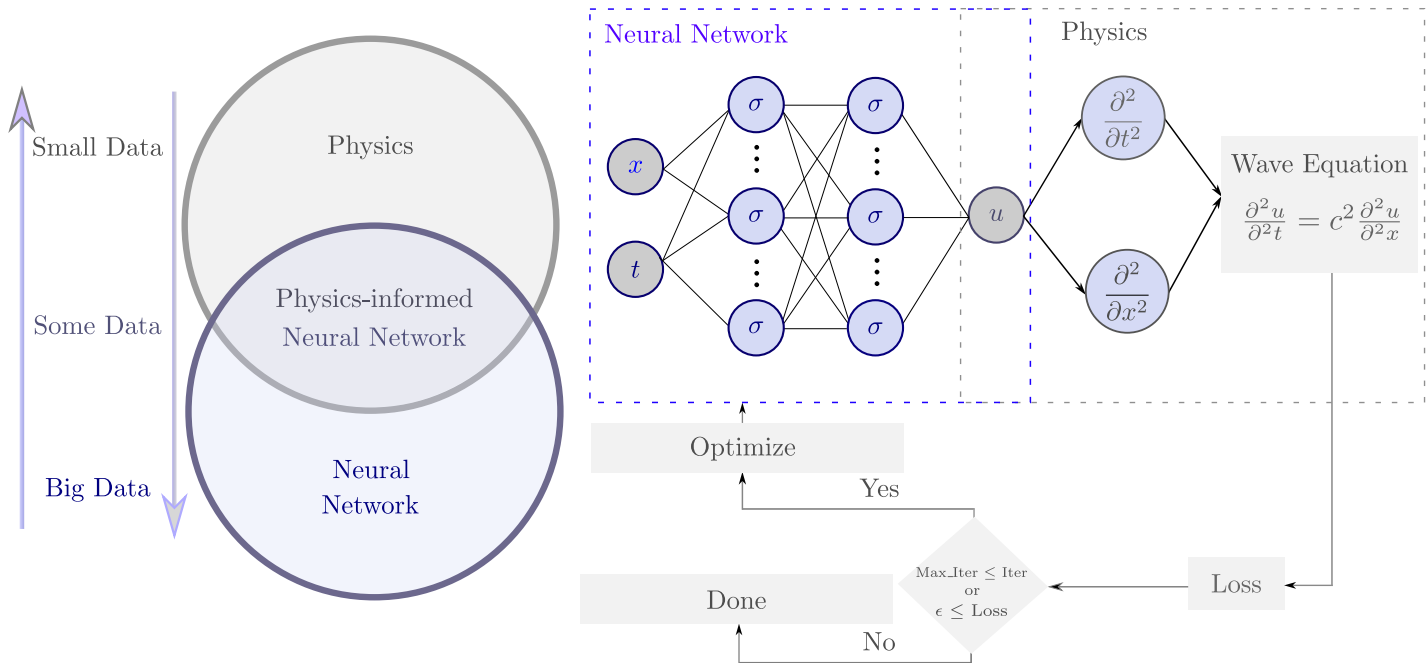 Small Data
Some Data
Big Data
Physics
Physics-informed
Neural Network
Neural
Network
Neural Network
Physics
x
t
σ
σ
σ
σ
σ
σ
u
∂²/∂t²
∂²/∂x²
Wave Equation
∂²u/∂²t = c² ∂²u/∂²x
Optimize
Yes
Max_Iter ≤ Iter
or
ϵ ≤ Loss
Loss
Done
No